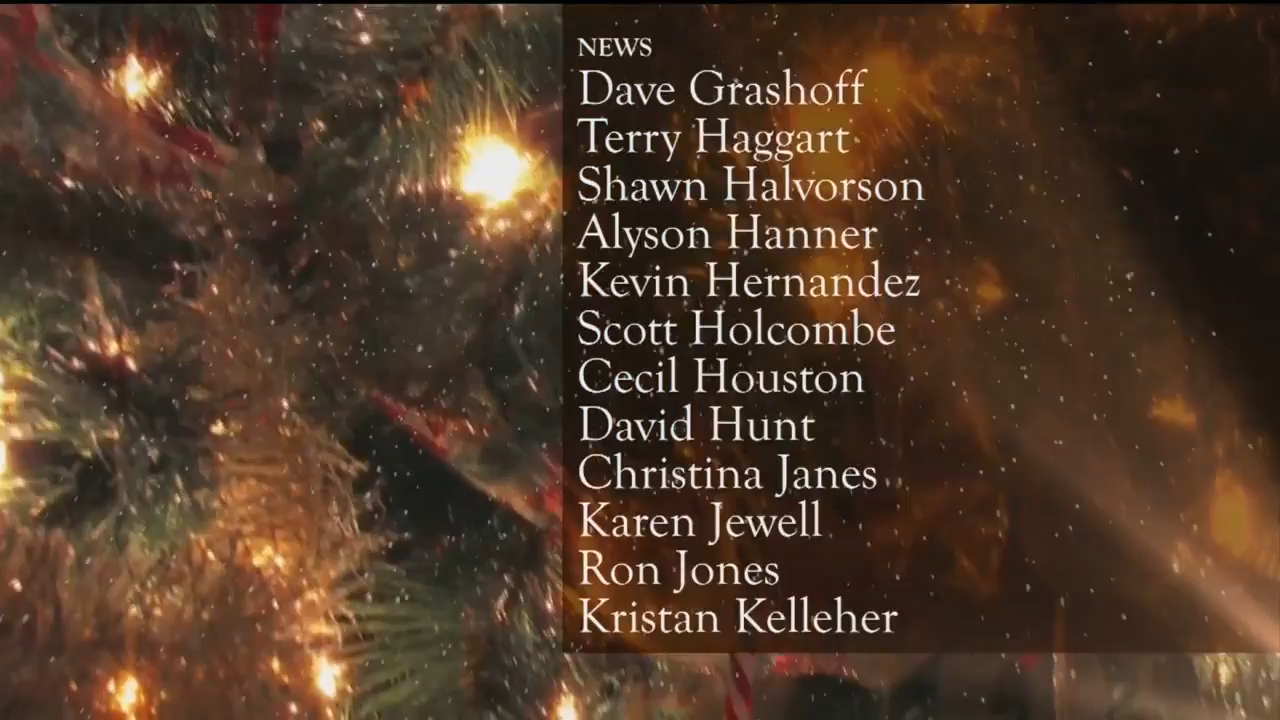 NEWS
Dave Grashoff
Terry Haggart
Shawn Halvorson
Alyson Hanner
Kevin Hernandez
Scott Holcombe
Cecil Houston
David Hunt
Christina Janes
Karen Jewell
Ron Jones
Kristan Kelleher